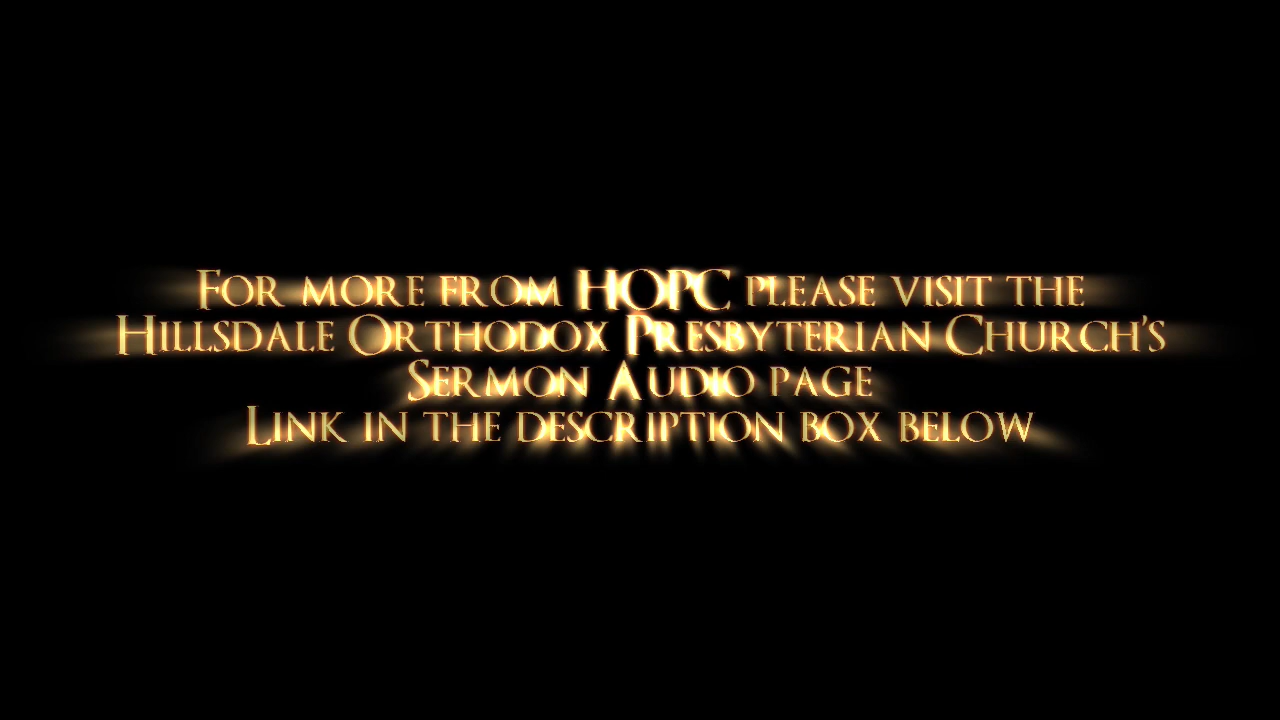 For more from HOPC please visit the
Hillsdale Orthodox Presbyterian Church's
Sermon Audio page
Link in the description box below